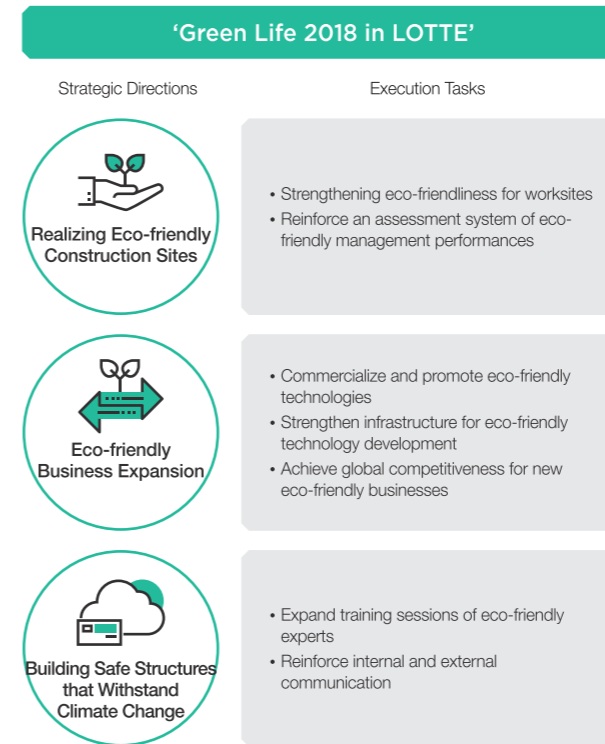 ‘Green Life 2018 in LOTTE’
Strategic Directions
Execution Tasks
Realizing Eco-friendly
Construction Sites
• Strengthening eco-friendliness for worksites
• Reinforce an assessment system of eco-
friendly management performances
Eco-friendly
Business Expansion
• Commercialize and promote eco-friendly
technologies
• Strengthen infrastructure for eco-friendly
technology development
• Achieve global competitiveness for new
eco-friendly businesses
Building Safe Structures
that Withstand
Climate Change
• Expand training sessions of eco-friendly
experts
• Reinforce internal and external
communication